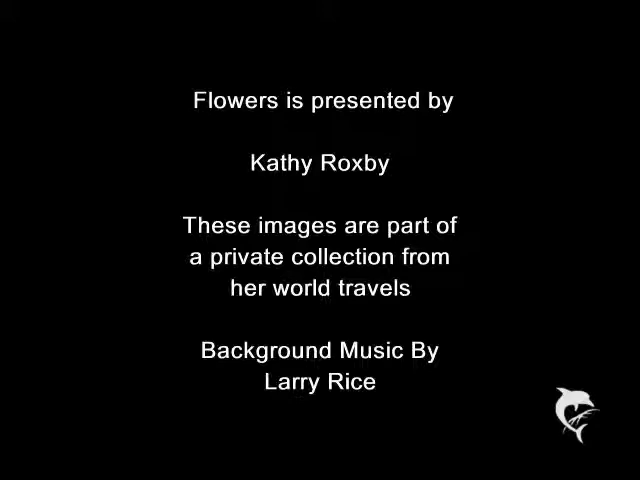 Flowers is presented by
Kathy Roxby
These images are part of
a private collection from
her world travels
Background Music By
Larry Rice